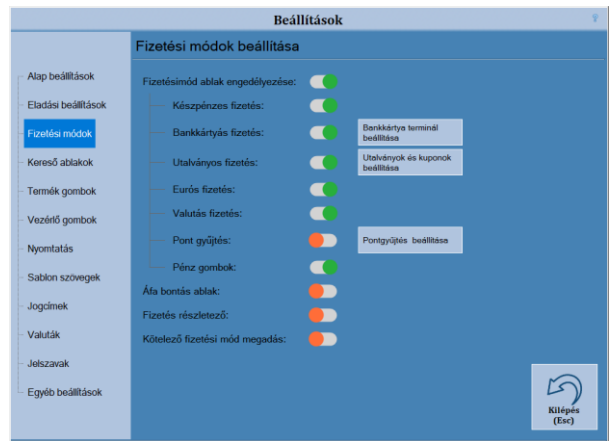 Beállítások
Fizetési módok beállítása
Alap beállítások
Eladási beállítások
Fizetési módok
Kereső ablakok
Termék gombok
Vezérlő gombok
Nyomtatás
Sablon szövegek
Jogcímek
Valuták
Jelszavak
Egyéb beállítások
Fizetésimód ablak engedélyezése:
Készpénzes fizetés:
Bankkártyás fizetés:
Bankkártya terminál
beállítása
Utalványos fizetés:
Utalványok és kuponok
beállítása
Eurós fizetés:
Valutás fizetés:
Pont gyűjtés:
Pontgyűjtés beállítása
Pénz gombok:
Áfa bontás ablak:
Fizetés részletező:
Kötelező fizetési mód megadás:
Kilépés
(Esc)